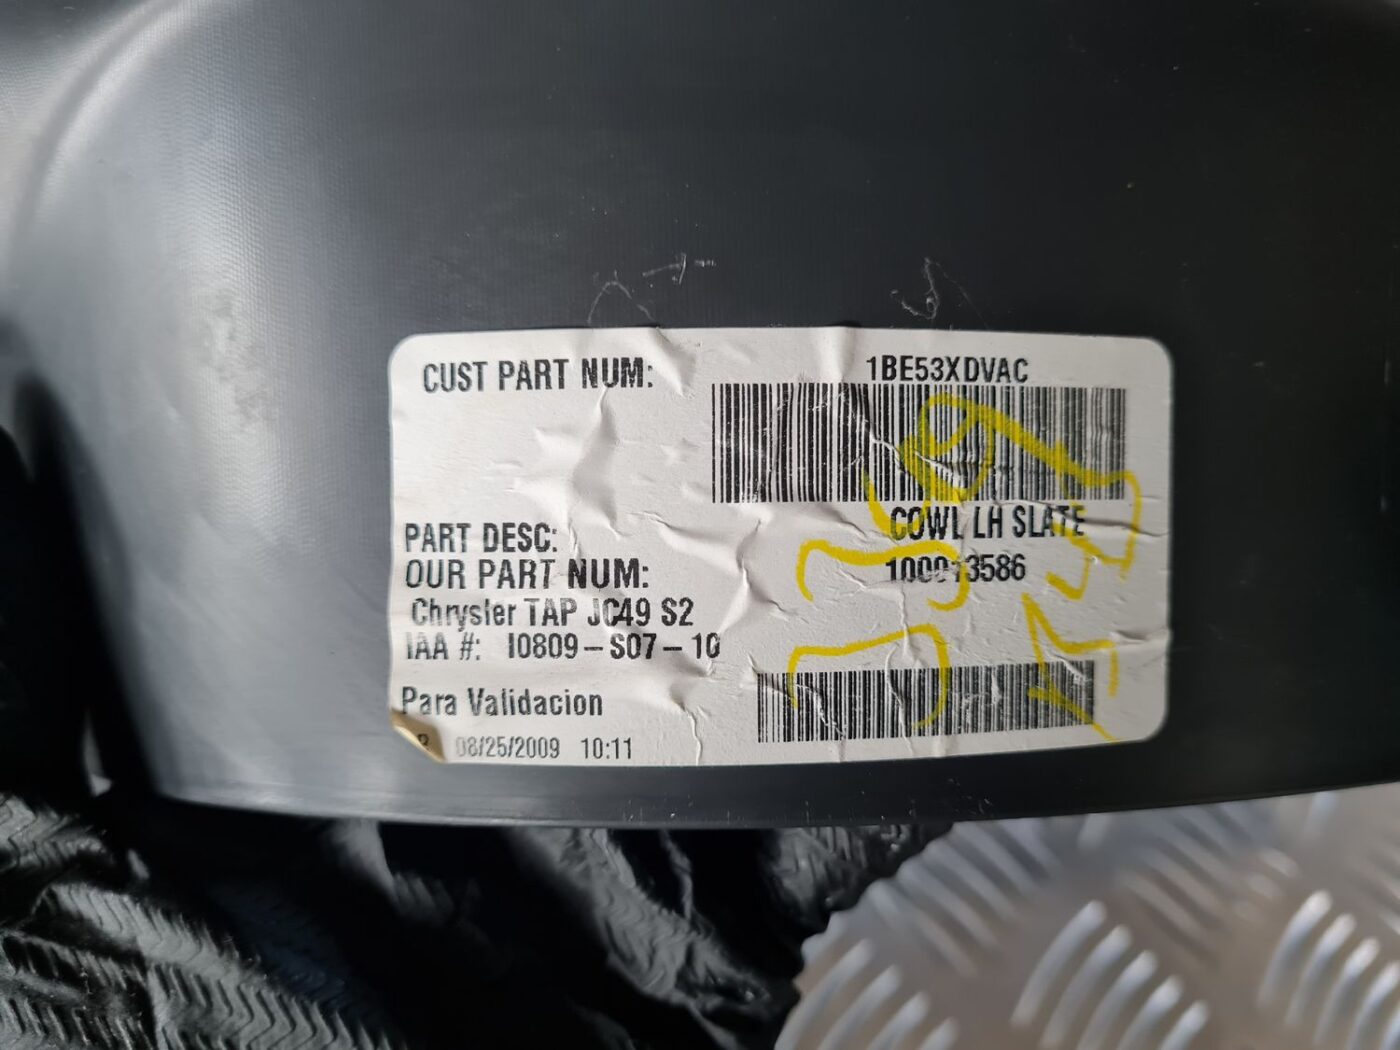 CUST PART NUM: 1BE53XDVAC
PART DESC: COWL LH SLATE
OUR PART NUM: 100013586
Chrysler TAP JC49 S2
IAA #: I0809-S07-10
Para Validacion
08/25/2009 10:11